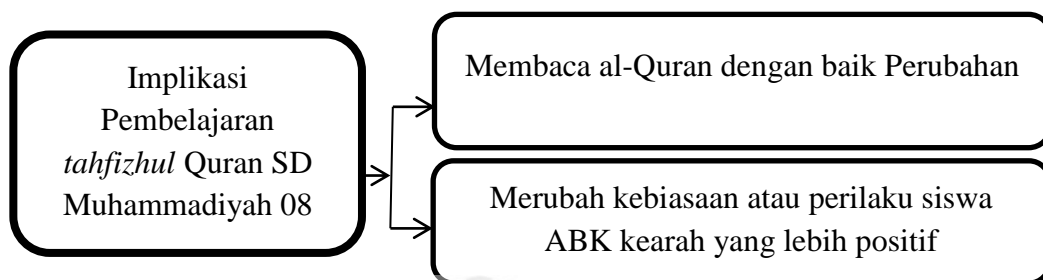 Implikasi
Pembelajaran
tahfizhul Quran SD
Muhammadiyah 08
Membaca al-Quran dengan baik Perubahan
Merubah kebiasaan atau perilaku siswa
ABK kearah yang lebih positif